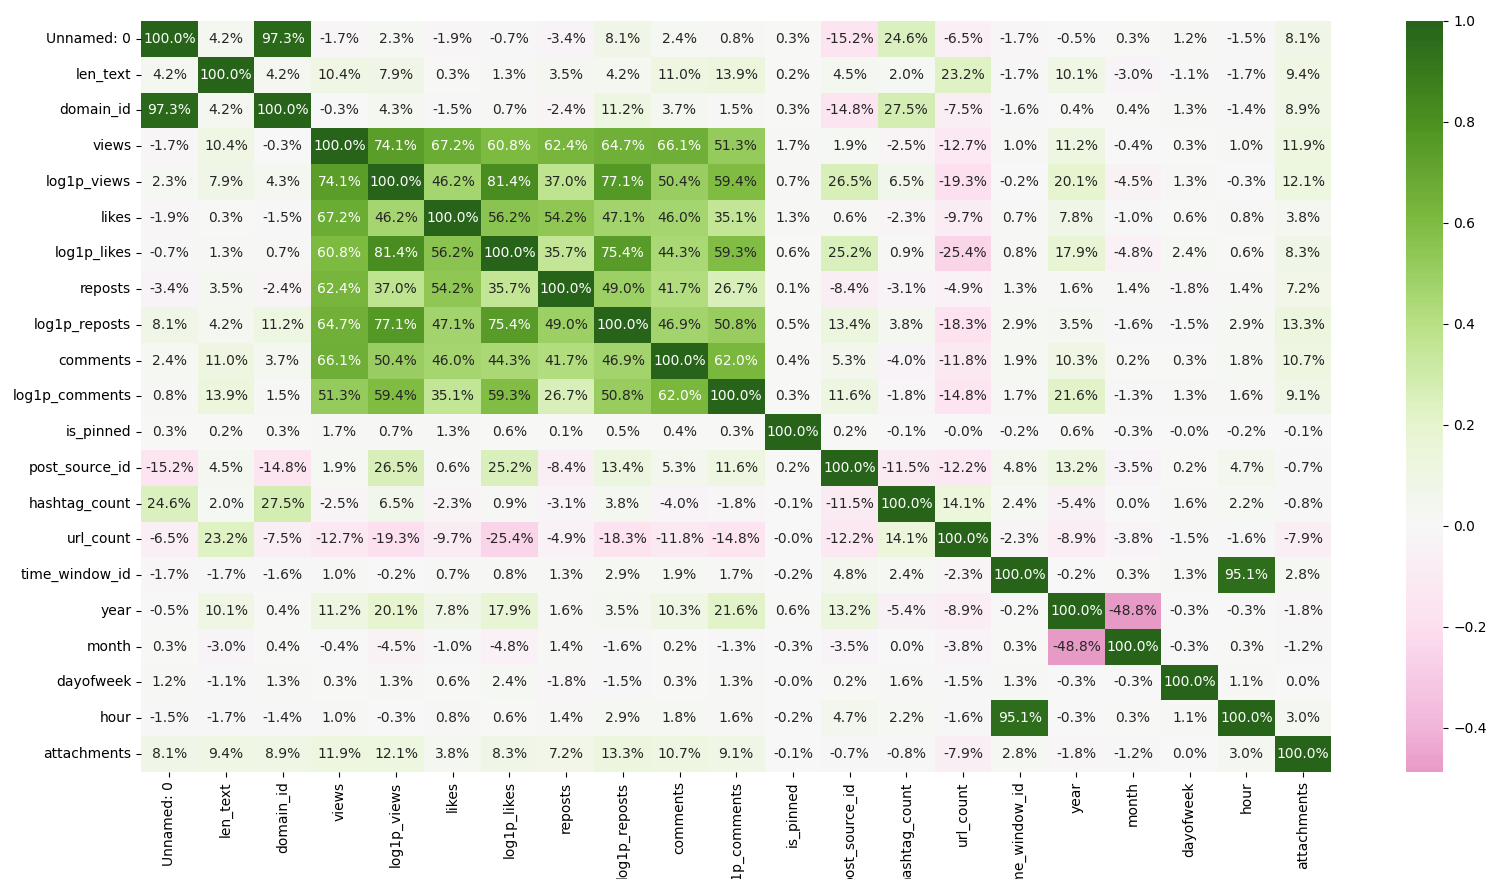 Unnamed: 0 100.0% 4.2% 97.3% -1.7% 2.3% -1.9% -0.7% -3.4% 8.1% 2.4% 0.8% 0.3% -15.2% 24.6% -6.5% -1.7% -0.5% 0.3% 1.2% -1.5% 8.1% 1.0
len_text 4.2% 100.0% 4.2% 10.4% 7.9% 0.3% 1.3% 3.5% 4.2% 11.0% 13.9% 0.2% 4.5% 2.0% 23.2% -1.7% 10.1% -3.0% -1.1% -1.7% 9.4%
domain_id 97.3% 4.2% 100.0% -0.3% 4.3% -1.5% 0.7% -2.4% 11.2% 3.7% 1.5% 0.3% -14.8% 27.5% -7.5% -1.6% 0.4% 0.4% 1.3% -1.4% 8.9% 0.8
views -1.7% 10.4% -0.3% 100.0% 74.1% 67.2% 60.8% 62.4% 64.7% 66.1% 51.3% 1.7% 1.9% -2.5% -12.7% 1.0% 11.2% -0.4% 0.3% 1.0% 11.9%
log1p_views 2.3% 7.9% 4.3% 74.1% 100.0% 46.2% 81.4% 37.0% 77.1% 50.4% 59.4% 0.7% 26.5% 6.5% -19.3% -0.2% 20.1% -4.5% 1.3% -0.3% 12.1%
likes -1.9% 0.3% -1.5% 67.2% 46.2% 100.0% 56.2% 54.2% 47.1% 46.0% 35.1% 1.3% 0.6% -2.3% -9.7% 0.7% 7.8% -1.0% 0.6% 0.8% 3.8% 0.6
log1p_likes -0.7% 1.3% 0.7% 60.8% 81.4% 56.2% 100.0% 35.7% 75.4% 44.3% 59.3% 0.6% 25.2% 0.9% -25.4% 0.8% 17.9% -4.8% 2.4% 0.6% 8.3%
reposts -3.4% 3.5% -2.4% 62.4% 37.0% 54.2% 35.7% 100.0% 49.0% 41.7% 26.7% 0.1% -8.4% -3.1% -4.9% 1.3% 1.6% 1.4% -1.8% 1.4% 7.2%
log1p_reposts 8.1% 4.2% 11.2% 64.7% 77.1% 47.1% 75.4% 49.0% 100.0% 46.9% 50.8% 0.5% 13.4% 3.8% -18.3% 2.9% 3.5% -1.6% -1.5% 2.9% 13.3% 0.4
comments 2.4% 11.0% 3.7% 66.1% 50.4% 46.0% 44.3% 41.7% 46.9% 100.0% 62.0% 0.4% 5.3% -4.0% -11.8% 1.9% 10.3% 0.2% 0.3% 1.8% 10.7%
log1p_comments 0.8% 13.9% 1.5% 51.3% 59.4% 35.1% 59.3% 26.7% 50.8% 62.0% 100.0% 0.3% 11.6% -1.8% -14.8% 1.7% 21.6% -1.3% 1.3% 1.6% 9.1%
is_pinned 0.3% 0.2% 0.3% 1.7% 0.7% 1.3% 0.6% 0.1% 0.5% 0.4% 0.3% 100.0% 0.2% -0.1% -0.0% -0.2% 0.6% -0.3% -0.0% -0.2% -0.1% 0.2
post_source_id -15.2% 4.5% -14.8% 1.9% 26.5% 0.6% 25.2% -8.4% 13.4% 5.3% 11.6% 0.2% 100.0% -11.5% -12.2% 4.8% 13.2% -3.5% 0.2% 4.7% -0.7%
hashtag_count 24.6% 2.0% 27.5% -2.5% 6.5% -2.3% 0.9% -3.1% 3.8% -4.0% -1.8% -0.1% -11.5% 100.0% 14.1% 2.4% -5.4% 0.0% 1.6% 2.2% -0.8%
url_count -6.5% 23.2% -7.5% -12.7% -19.3% -9.7% -25.4% -4.9% -18.3% -11.8% -14.8% -0.0% -12.2% 14.1% 100.0% -2.3% -8.9% -3.8% -1.5% -1.6% -7.9% 0.0
time_window_id -1.7% -1.7% -1.6% 1.0% -0.2% 0.7% 0.8% 1.3% 2.9% 1.9% 1.7% -0.2% 4.8% 2.4% -2.3% 100.0% -0.2% 0.3% 1.3% 95.1% 2.8%
year -0.5% 10.1% 0.4% 11.2% 20.1% 7.8% 17.9% 1.6% 3.5% 10.3% 21.6% 0.6% 13.2% -5.4% -8.9% -0.2% 100.0% -48.8% -0.3% -0.3% -1.8%
month 0.3% -3.0% 0.4% -0.4% -4.5% -1.0% -4.8% 1.4% -1.6% 0.2% -1.3% -0.3% -3.5% 0.0% -3.8% 0.3% -48.8% 100.0% -0.3% 0.3% -1.2% −0.2
dayofweek 1.2% -1.1% 1.3% 0.3% 1.3% 0.6% 2.4% -1.8% -1.5% 0.3% 1.3% -0.0% 0.2% 1.6% -1.5% 1.3% -0.3% -0.3% 100.0% 1.1% 0.0%
hour -1.5% -1.7% -1.4% 1.0% -0.3% 0.8% 0.6% 1.4% 2.9% 1.8% 1.6% -0.2% 4.7% 2.2% -1.6% 95.1% -0.3% 0.3% 1.1% 100.0% 3.0% −0.4
attachments 8.1% 9.4% 8.9% 11.9% 12.1% 3.8% 8.3% 7.2% 13.3% 10.7% 9.1% -0.1% -0.7% -0.8% -7.9% 2.8% -1.8% -1.2% 0.0% 3.0% 100.0%
Unnamed: 0
len_text
domain_id
views
log1p_views
likes
log1p_likes
reposts
log1p_reposts
comments
1p_comments
is_pinned
post_source_id
hashtag_count
url_count
ne_window_id
year
month
dayofweek
hour
attachments